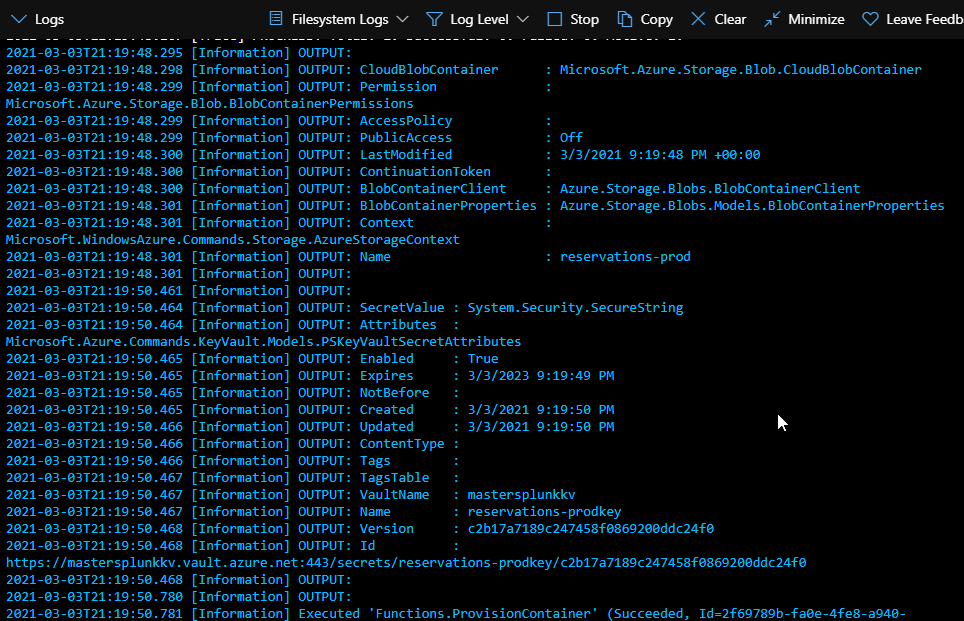 Logs Filesystem Logs Log Level Stop Copy Clear Minimize Leave Feedb
2021-03-03T21:19:48.295 [Information] OUTPUT:
2021-03-03T21:19:48.298 [Information] OUTPUT: CloudBlobContainer : Microsoft.Azure.Storage.Blob.CloudBlobContainer
2021-03-03T21:19:48.299 [Information] OUTPUT: Permission :
Microsoft.Azure.Storage.Blob.BlobContainerPermissions
2021-03-03T21:19:48.299 [Information] OUTPUT: AccessPolicy :
2021-03-03T21:19:48.299 [Information] OUTPUT: PublicAccess : Off
2021-03-03T21:19:48.300 [Information] OUTPUT: LastModified : 3/3/2021 9:19:48 PM +00:00
2021-03-03T21:19:48.300 [Information] OUTPUT: ContinuationToken :
2021-03-03T21:19:48.300 [Information] OUTPUT: BlobContainerClient : Azure.Storage.Blobs.BlobContainerClient
2021-03-03T21:19:48.301 [Information] OUTPUT: BlobContainerProperties : Azure.Storage.Blobs.Models.BlobContainerProperties
2021-03-03T21:19:48.301 [Information] OUTPUT: Context :
Microsoft.WindowsAzure.Commands.Storage.AzureStorageContext
2021-03-03T21:19:48.301 [Information] OUTPUT: Name : reservations-prod
2021-03-03T21:19:48.301 [Information] OUTPUT:
2021-03-03T21:19:50.461 [Information] OUTPUT:
2021-03-03T21:19:50.464 [Information] OUTPUT: SecretValue : System.Security.SecureString
2021-03-03T21:19:50.464 [Information] OUTPUT: Attributes :
Microsoft.Azure.Commands.KeyVault.Models.PSKeyVaultSecretAttributes
2021-03-03T21:19:50.465 [Information] OUTPUT: Enabled : True
2021-03-03T21:19:50.465 [Information] OUTPUT: Expires : 3/3/2023 9:19:49 PM
2021-03-03T21:19:50.465 [Information] OUTPUT: NotBefore :
2021-03-03T21:19:50.465 [Information] OUTPUT: Created : 3/3/2021 9:19:50 PM
2021-03-03T21:19:50.466 [Information] OUTPUT: Updated : 3/3/2021 9:19:50 PM
2021-03-03T21:19:50.466 [Information] OUTPUT: ContentType :
2021-03-03T21:19:50.466 [Information] OUTPUT: Tags :
2021-03-03T21:19:50.467 [Information] OUTPUT: TagsTable :
2021-03-03T21:19:50.467 [Information] OUTPUT: VaultName : mastersplunkkv
2021-03-03T21:19:50.467 [Information] OUTPUT: Name : reservations-prodkey
2021-03-03T21:19:50.468 [Information] OUTPUT: Version : c2b17a7189c247458f0869200ddc24f0
2021-03-03T21:19:50.468 [Information] OUTPUT: Id :
https://mastersplunkkv.vault.azure.net:443/secrets/reservations-prodkey/c2b17a7189c247458f0869200ddc24f0
2021-03-03T21:19:50.468 [Information] OUTPUT:
2021-03-03T21:19:50.780 [Information] OUTPUT:
2021-03-03T21:19:50.781 [Information] Executed 'Functions.ProvisionContainer' (Succeeded, Id=2f69789b-fa0e-4fe8-a940-